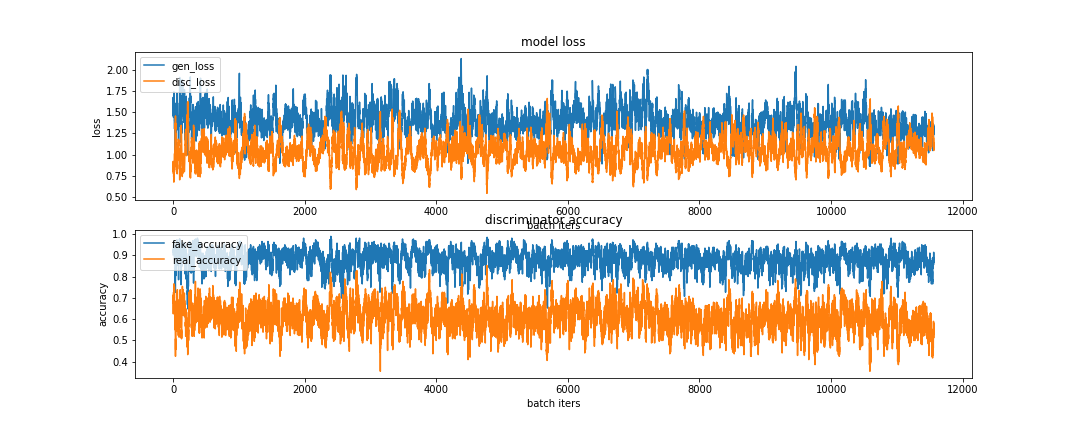 model loss
gen_loss
disc_loss
2.00
1.75
1.50
1.25
1.00
0.75
0.50
loss
0 2000 4000 6000 8000 10000 12000
batch iters
discriminator accuracy
fake_accuracy
real_accuracy
1.0
0.9
0.8
0.7
0.6
0.5
0.4
accuracy
0 2000 4000 6000 8000 10000 12000
batch iters